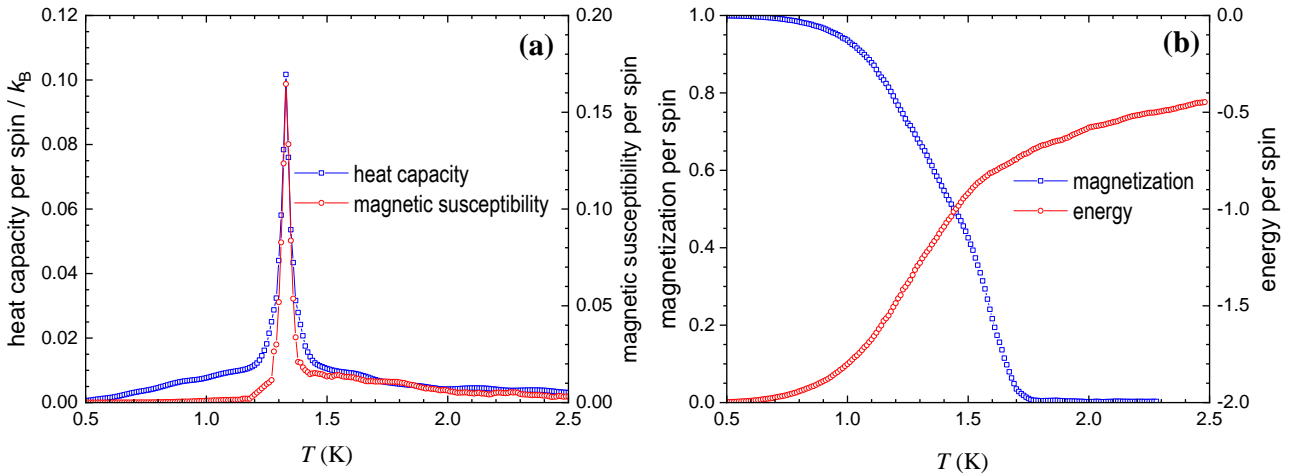 (a)
heat capacity per spin / kB
0.12
0.10
0.08
0.06
0.04
0.02
0.00
heat capacity
magnetic susceptibility
0.20
0.15
0.10
0.05
0.00
magnetic susceptibility per spin
0.5 1.0 1.5 2.0 2.5
T (K)
(b)
magnetization per spin
1.0
0.8
0.6
0.4
0.2
0.0
magnetization
energy
0.0
-0.5
-1.0
-1.5
-2.0
energy per spin
0.5 1.0 1.5 2.0 2.5
T (K)